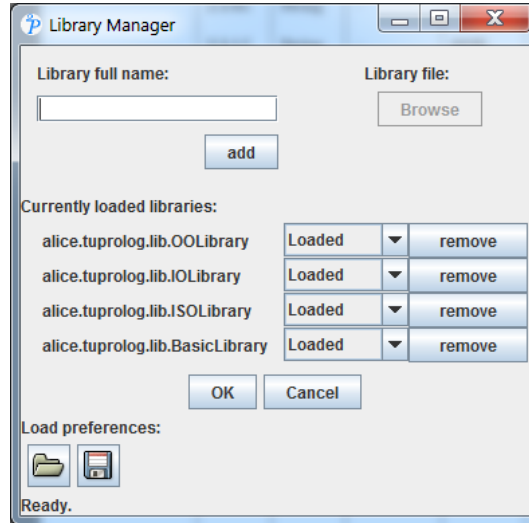 Library Manager
Library full name: Library file:
Browse
add
Currently loaded libraries:
alice.tuprolog.lib.OOLibrary Loaded remove
alice.tuprolog.lib.IOLibrary Loaded remove
alice.tuprolog.lib.ISOLibrary Loaded remove
alice.tuprolog.lib.BasicLibrary Loaded remove
OK Cancel
Load preferences:
Ready.